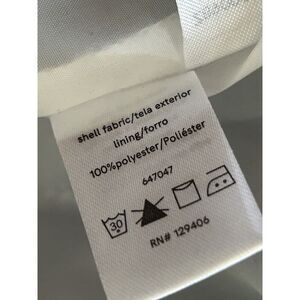 shell fabric/tela exterior
lining/forro
100%polyester/Poliéster
647047
30
RN# 129406